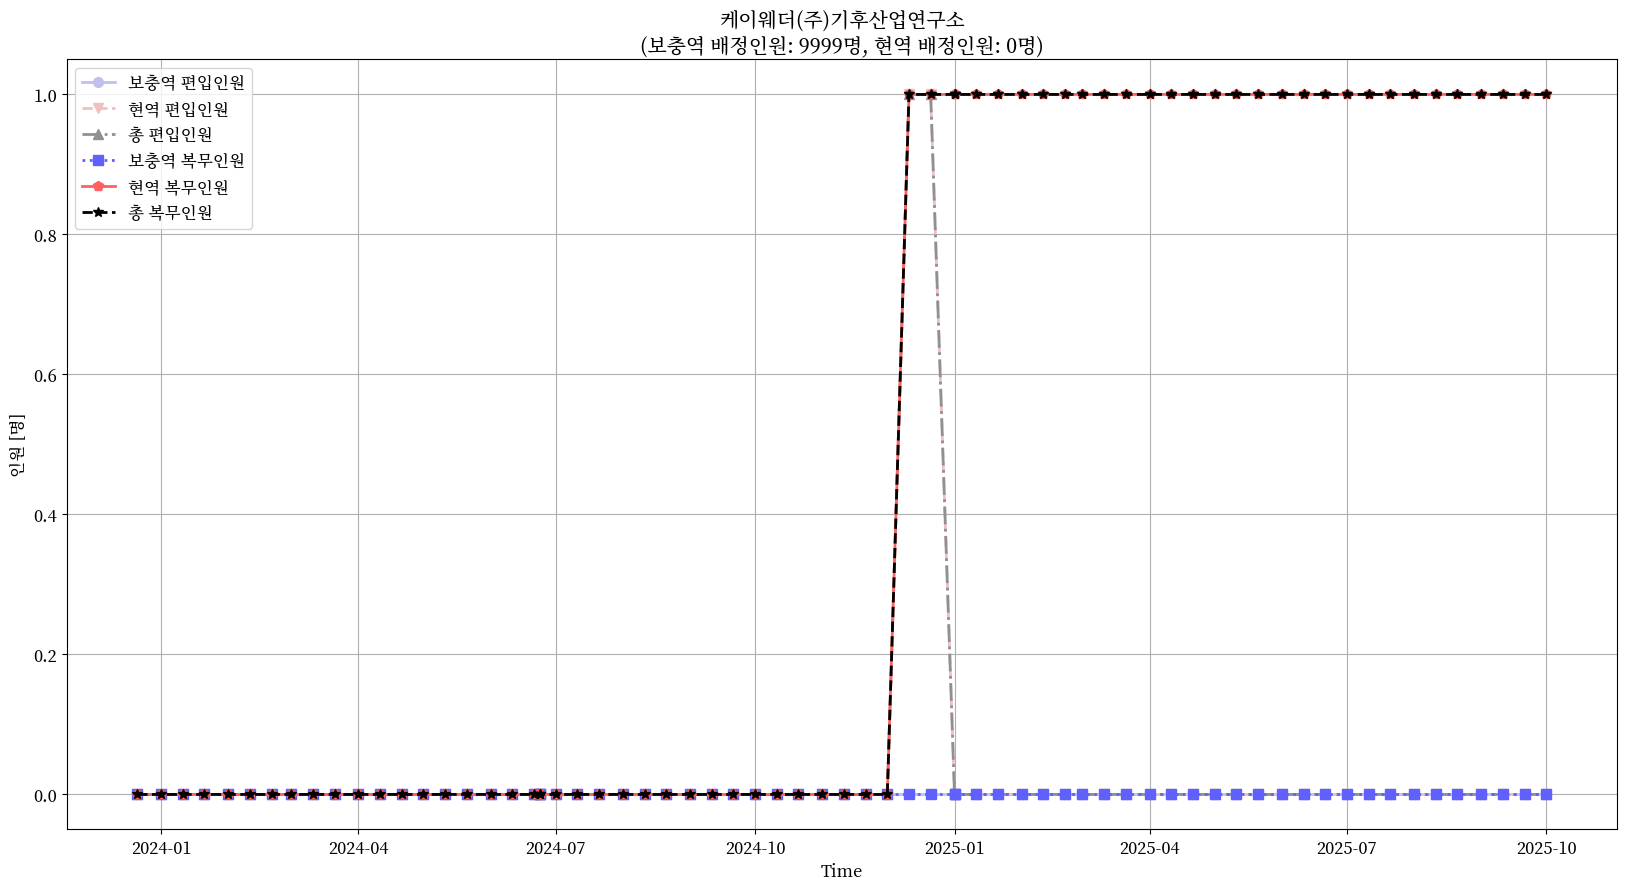 케이웨더(주)기후산업연구소
(보충역 배정인원: 9999명, 현역 배정인원: 0명)
보충역 편입인원
현역 편입인원
총 편입인원
보충역 복무인원
현역 복무인원
총 복무인원
인원 [명]
1.0
0.8
0.6
0.4
0.2
0.0
2024-01
2024-04
2024-07
2024-10
2025-01
2025-04
2025-07
2025-10
Time